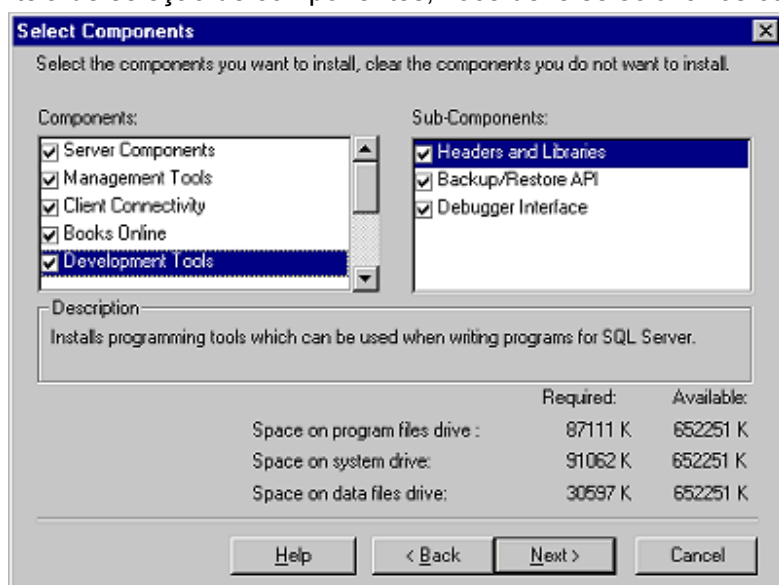 Select Components
Select the components you want to install, clear the components you do not want to install.
Components:
Sub-Components:
Server Components
Management Tools
Client Connectivity
Books Online
Development Tools
Headers and Libraries
Backup/Restore API
Debugger Interface
Description
Installs programming tools which can be used when writing programs for SQL Server.
Required: Available:
Space on program files drive : 87111 K 652251 K
Space on system drive: 91062 K 652251 K
Space on data files drive: 30597 K 652251 K
Help < Back Next > Cancel